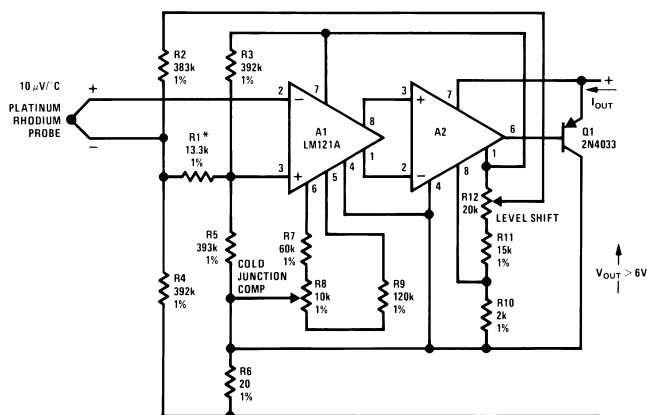 R2
383k
1%
R3
392k
1%
10 μV/°C
PLATINUM
RHODIUM
PROBE
+
–
R1*
13.3k
1%
2
–
3
+
7
A1
LM121A
8
1
4
5
6
3
+
2
–
7
A2
6
1
8
4
+
IOUT
Q1
2N4033
R12
20k
LEVEL SHIFT
R5
393k
1%
R4
392k
1%
COLD
JUNCTION
COMP
R7
60k
1%
R8
10k
1%
R9
120k
1%
R11
15k
1%
R10
2k
1%
VOUT > 6V
R6
20
1%